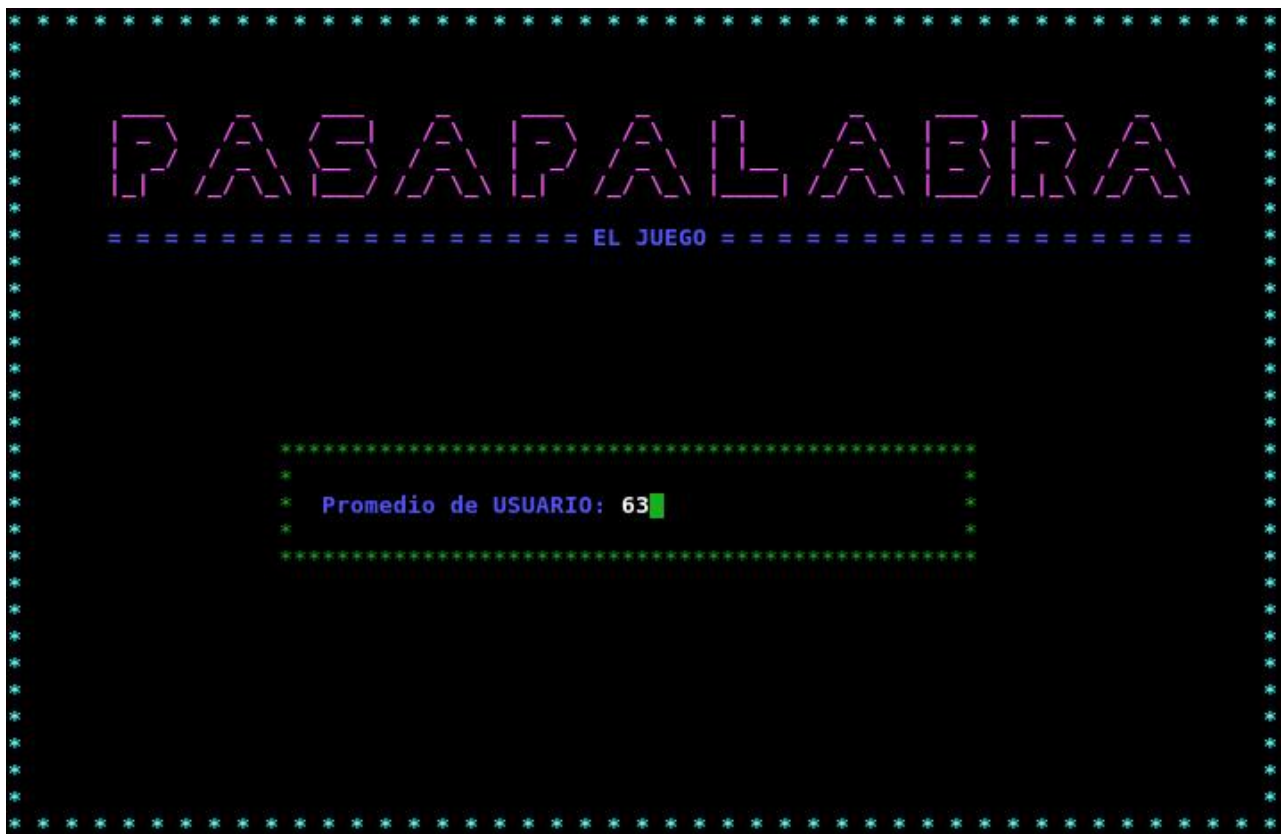 PASAPALABRA
= = = = = = = = = = = = = = = = = EL JUEGO = = = = = = = = = = = = = = = = =
Promedio de USUARIO: 63